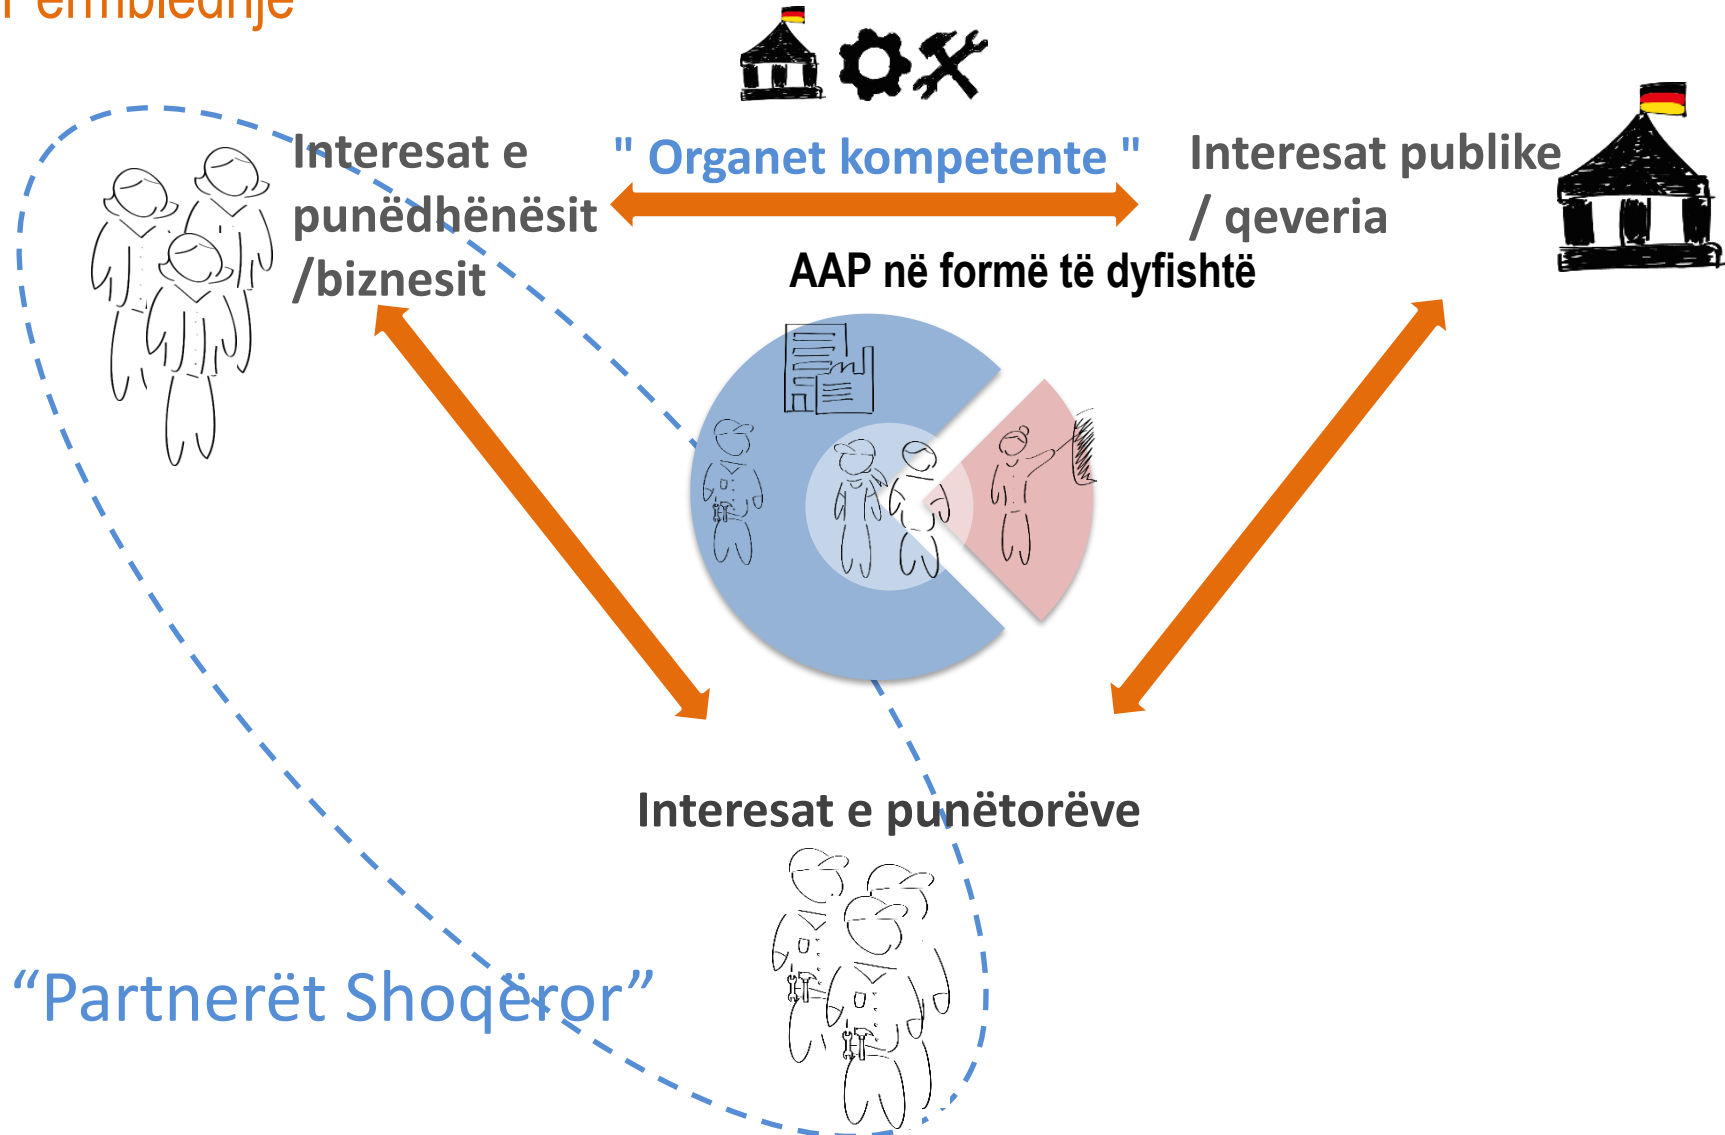 Përmbledhje
Interesat e
punëdhënësit
/biznesit
" Organet kompetente "
Interesat publike
/ qeveria
AAP në formë të dyfishtë
Interesat e punëtorëve
“Partnerët Shoqëror”